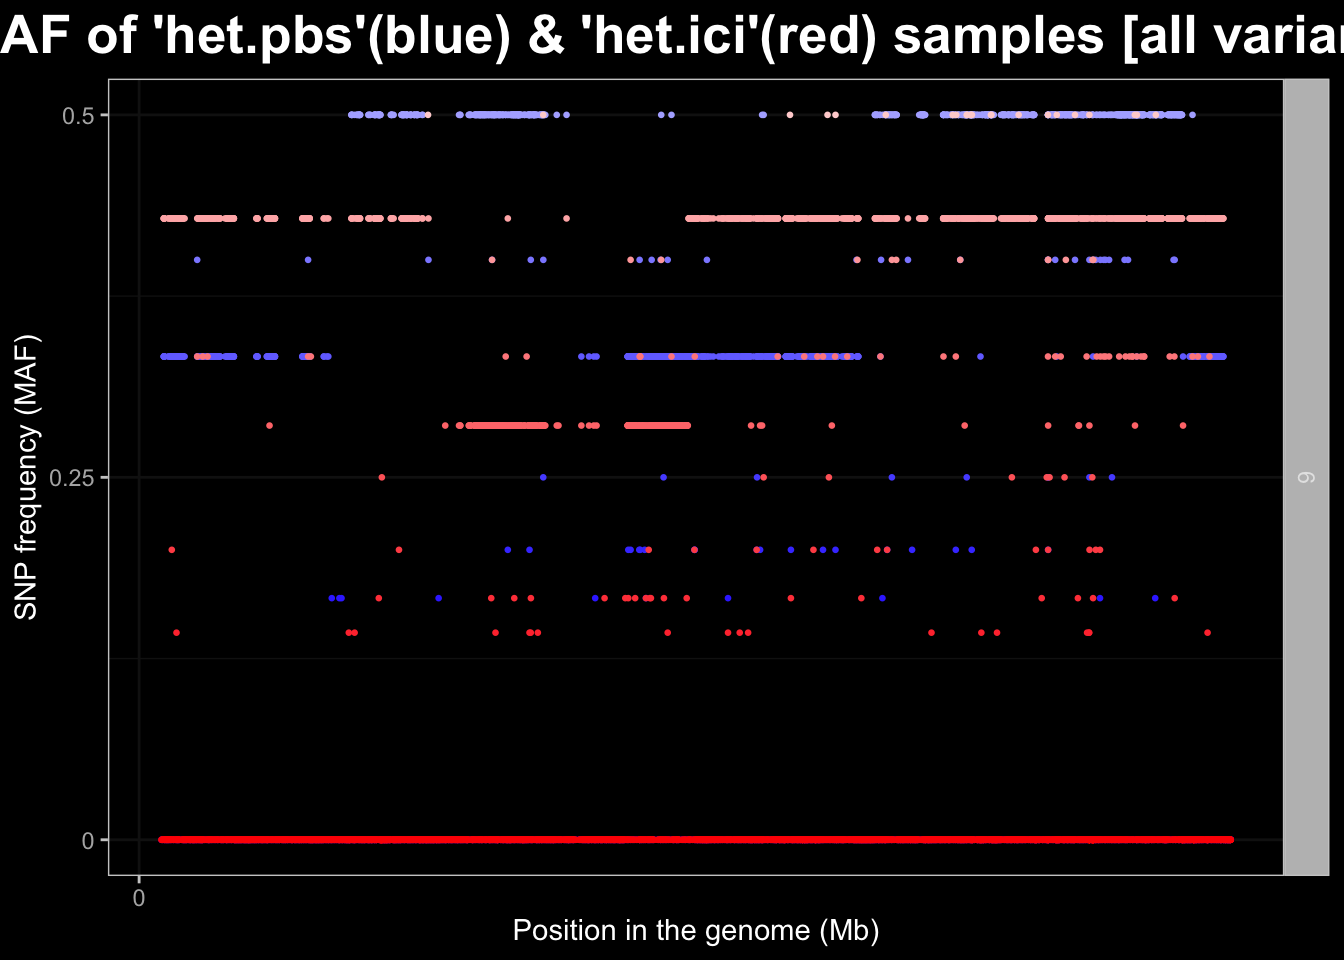 AF of 'het.pbs'(blue) & 'het.ici'(red) samples [all varia
0.5
0.25
0
SNP frequency (MAF)
0
Position in the genome (Mb)